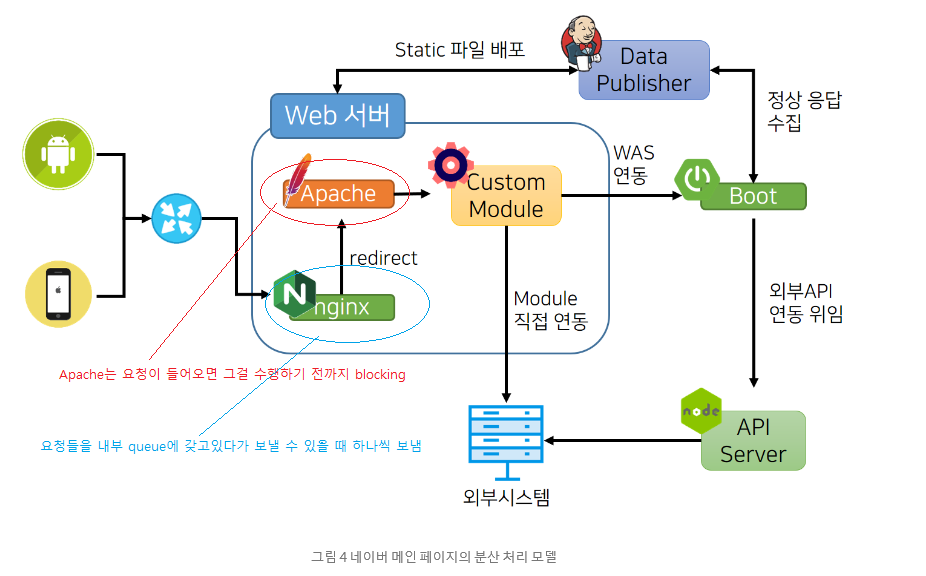 Static 파일 배포
Data
Publisher
정상 응답
수집
Web 서버
WAS
연동
Apache
Custom
Module
Boot
redirect
nginx
Module
직접 연동
외부API
연동 위임
Apache는 요청이 들어오면 그걸 수행하기 전까지 blocking
요청들을 내부 queue에 갖고있다가 보낼 수 있을 때 하나씩 보냄
node
API
Server
외부시스템
그림 4 네이버 메인 페이지의 분산 처리 모델